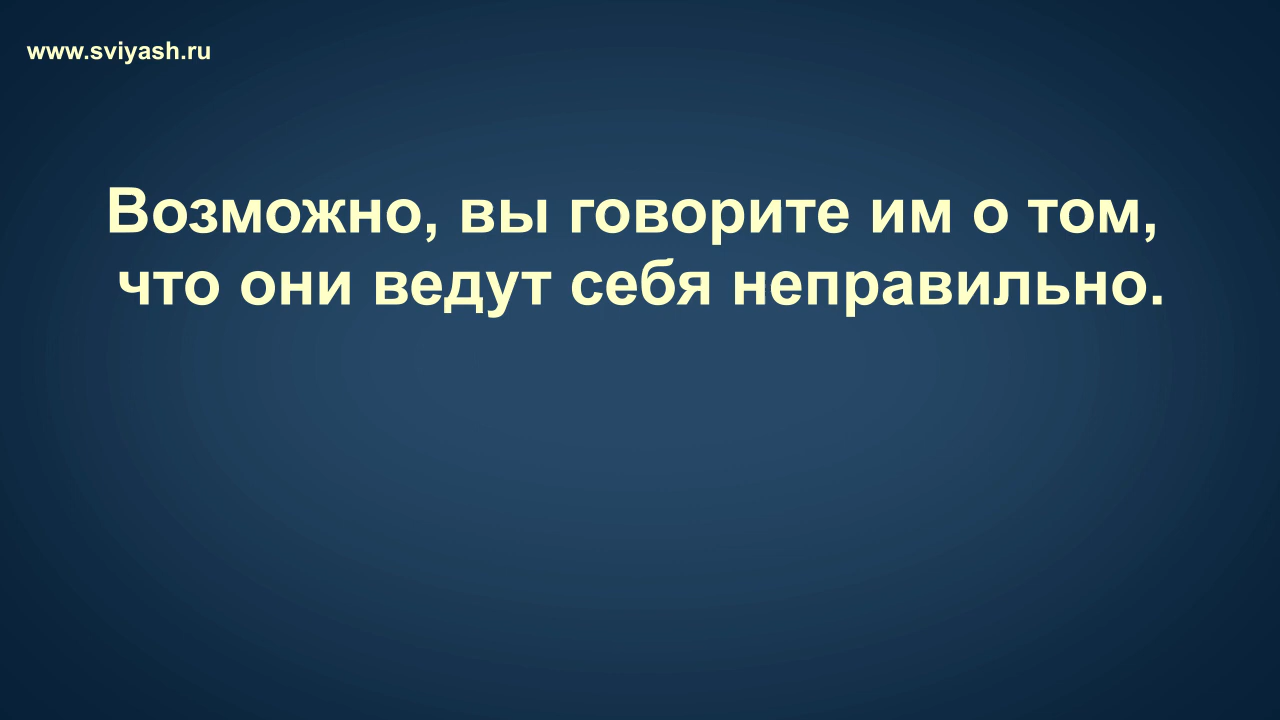 www.sviyash.ru
Возможно, вы говорите им о том,
что они ведут себя неправильно.